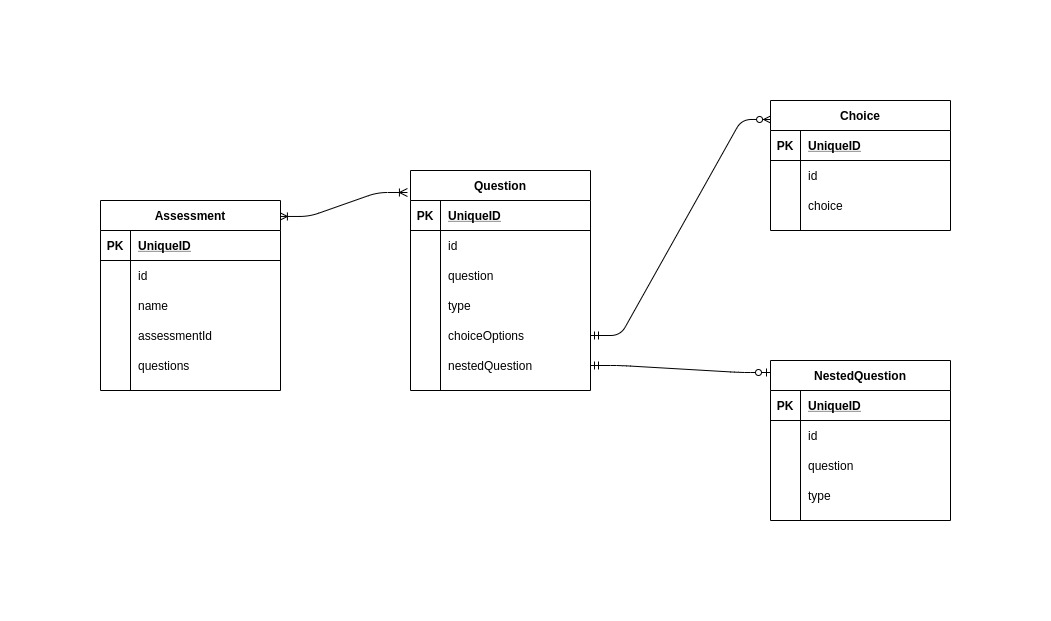 Assessment
PK UniqueID
id
name
assessmentId
questions
Question
PK UniqueID
id
question
type
choiceOptions
nestedQuestion
Choice
PK UniqueID
id
choice
NestedQuestion
PK UniqueID
id
question
type